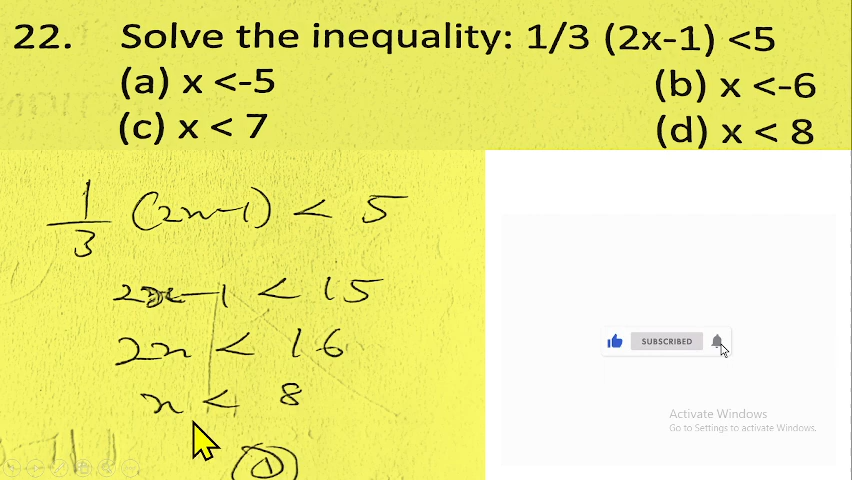 22. Solve the inequality: 1/3 (2x-1) <5
(a) x <-5
(b) x <-6
(c) x < 7
(d) x < 8
1/3 (2x-1) < 5
2x-1 < 15
2x < 16
x < 8
SUBSCRIBED
Activate Windows
Go to Settings to activate Windows.